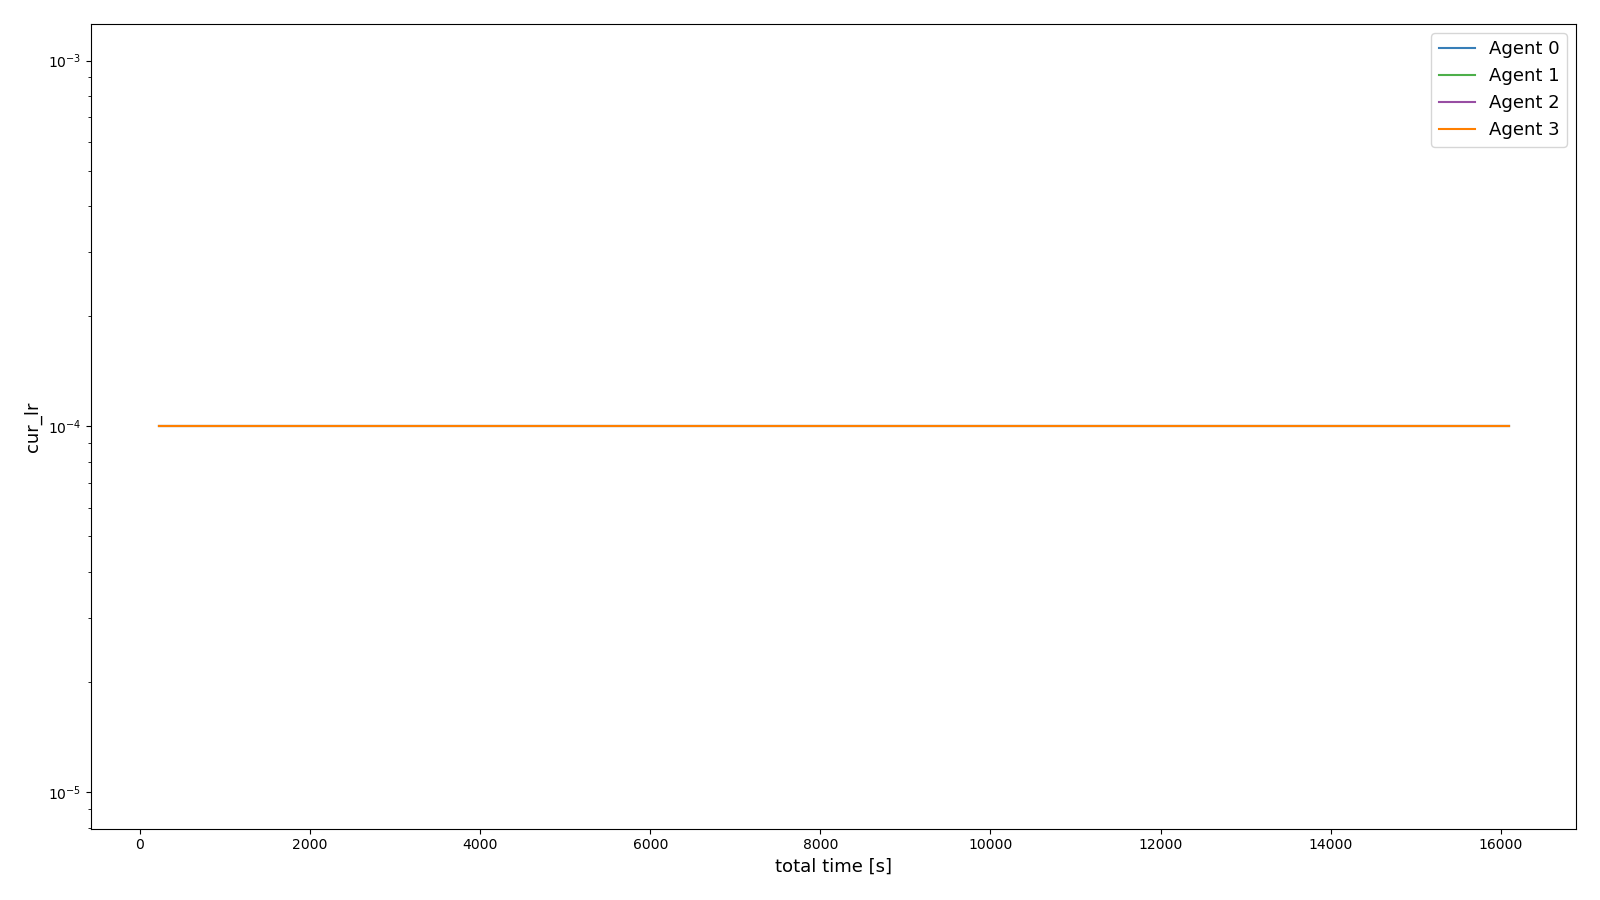 Agent 0
Agent 1
Agent 2
Agent 3
10⁻³
10⁻⁴
10⁻⁵
cur_lr
0 2000 4000 6000 8000 10000 12000 14000 16000
total time [s]